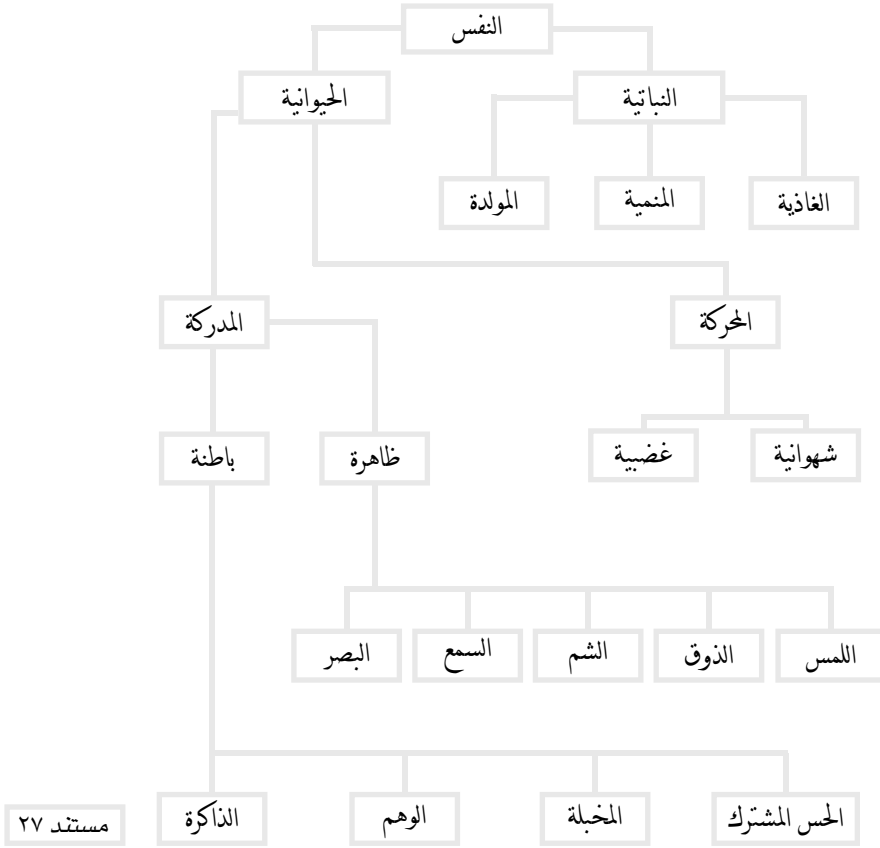 النفس
النباتية
الحيوانية
الغاذية
المنمية
المولدة
المحركة
المدركة
شهوانية
غضبية
ظاهرة
باطنة
اللمس
الذوق
الشم
السمع
البصر
الحس المشترك
المخبلة
الوهم
الذاكرة
مستند ٢٧